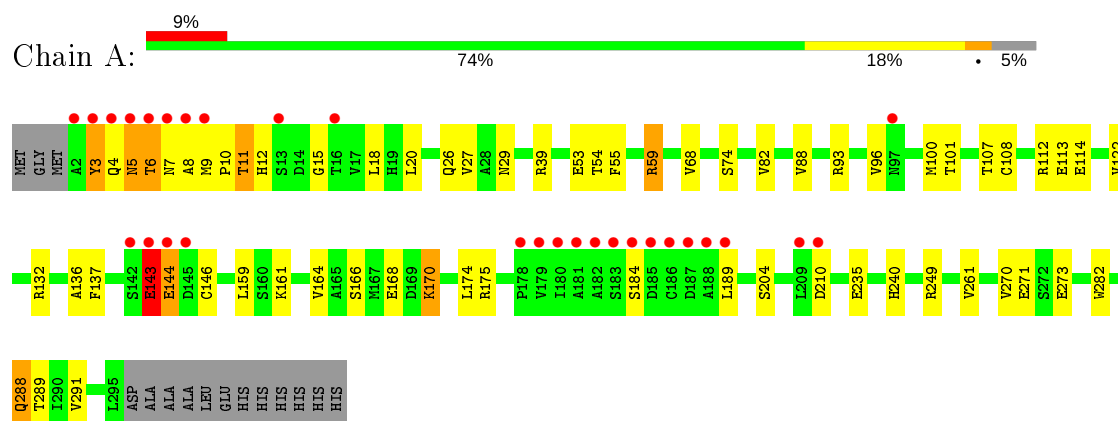 9%
Chain A:
74% 18% • 5%
MET GLY MET A2 Y3 Q4 N5 T6 N7 A8 M9 P10 T11 H12 S13 D14 G15 T16 V17 L18 H19 L20 Q26 V27 A28 N29 R39 E53 T54 F55 R59 V68 S74 V82 V88 R93 V96 N97 M100 T101 T107 C108 R112 E113 E114
R132 A136 F137 S142 E143 E144 D145 C146 L159 S160 K161 V164 A165 S166 M167 E168 D169 K170 L174 R175 P178 V179 I180 A181 A182 S183 S184 D185 C186 D187 A188 L189 S204 L209 D210 E235 H240 R249 V261 V270 E271 S272 E273 W282
Q288 T289 I290 V291 L295 ASP ALA ALA ALA LEU GLU HIS HIS HIS HIS HIS HIS